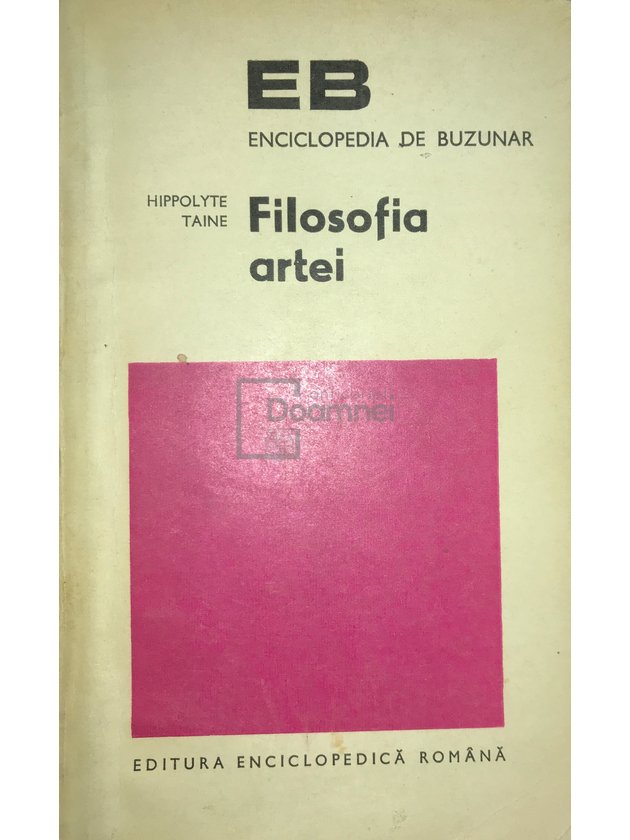 EB
ENCICLOPEDIA DE BUZUNAR
HIPPOLYTE
TAINE
Filosofia
artei
Doamnei
EDITURA ENCICLOPEDICĂ ROMÂNĂ